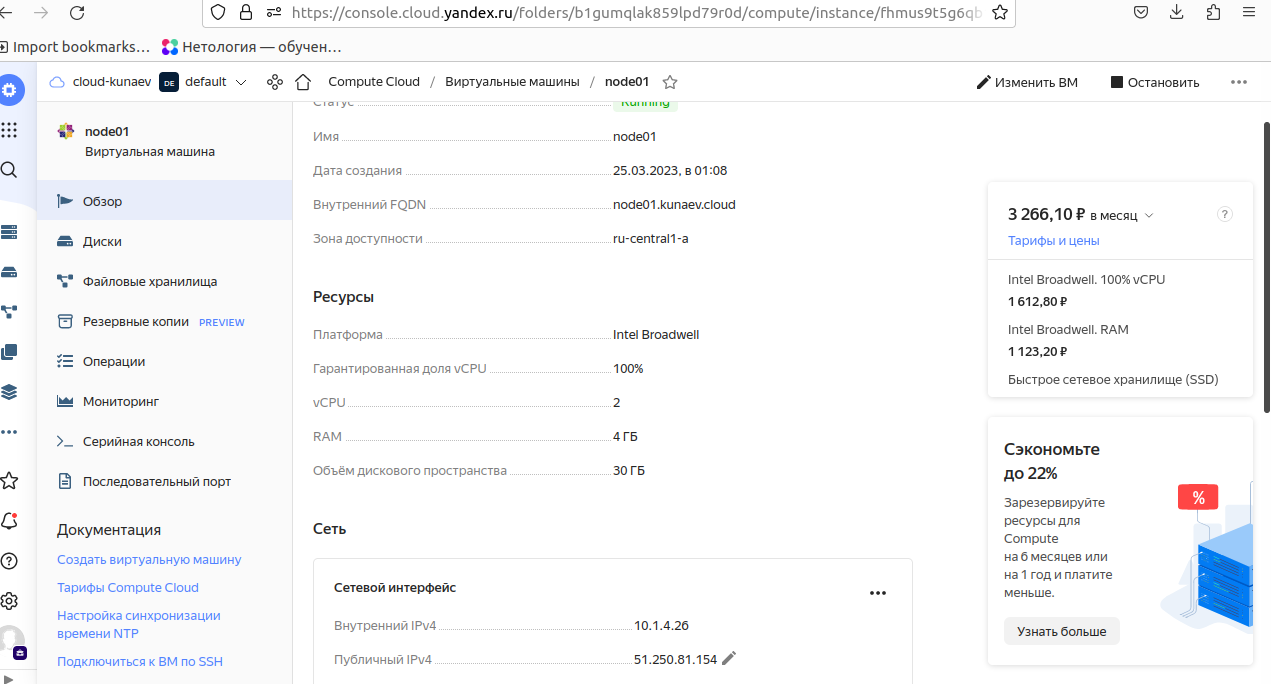 https://console.cloud.yandex.ru/folders/b1gumqlak859lpd79r0d/compute/instance/fhmus9t5g6qb
Import bookmarks…
Нетология — обучен…
cloud-kunaev
DE
default
Compute Cloud / Виртуальные машины / node01
Изменить ВМ
Остановить
node01
Виртуальная машина
Обзор
Диски
Файловые хранилища
Резервные копии PREVIEW
Операции
Мониторинг
Серийная консоль
Последовательный порт
Документация
Создать виртуальную машину
Тарифы Compute Cloud
Настройка синхронизации
времени NTP
Подключиться к ВМ по SSH
Статус Running
Имя node01
Дата создания 25.03.2023, в 01:08
Внутренний FQDN node01.kunaev.cloud
Зона доступности ru-central1-a
Ресурсы
Платформа Intel Broadwell
Гарантированная доля vCPU 100%
vCPU 2
RAM 4 ГБ
Объём дискового пространства 30 ГБ
Сеть
Сетевой интерфейс
Внутренний IPv4 10.1.4.26
Публичный IPv4 51.250.81.154
3 266,10 ₽ в месяц
?
Тарифы и цены
Intel Broadwell. 100% vCPU
1 612,80 ₽
Intel Broadwell. RAM
1 123,20 ₽
Быстрое сетевое хранилище (SSD)
Сэкономьте
до 22%
Зарезервируйте
ресурсы для
Compute
на 6 месяцев или
на 1 год и платите
меньше.
%
Узнать больше